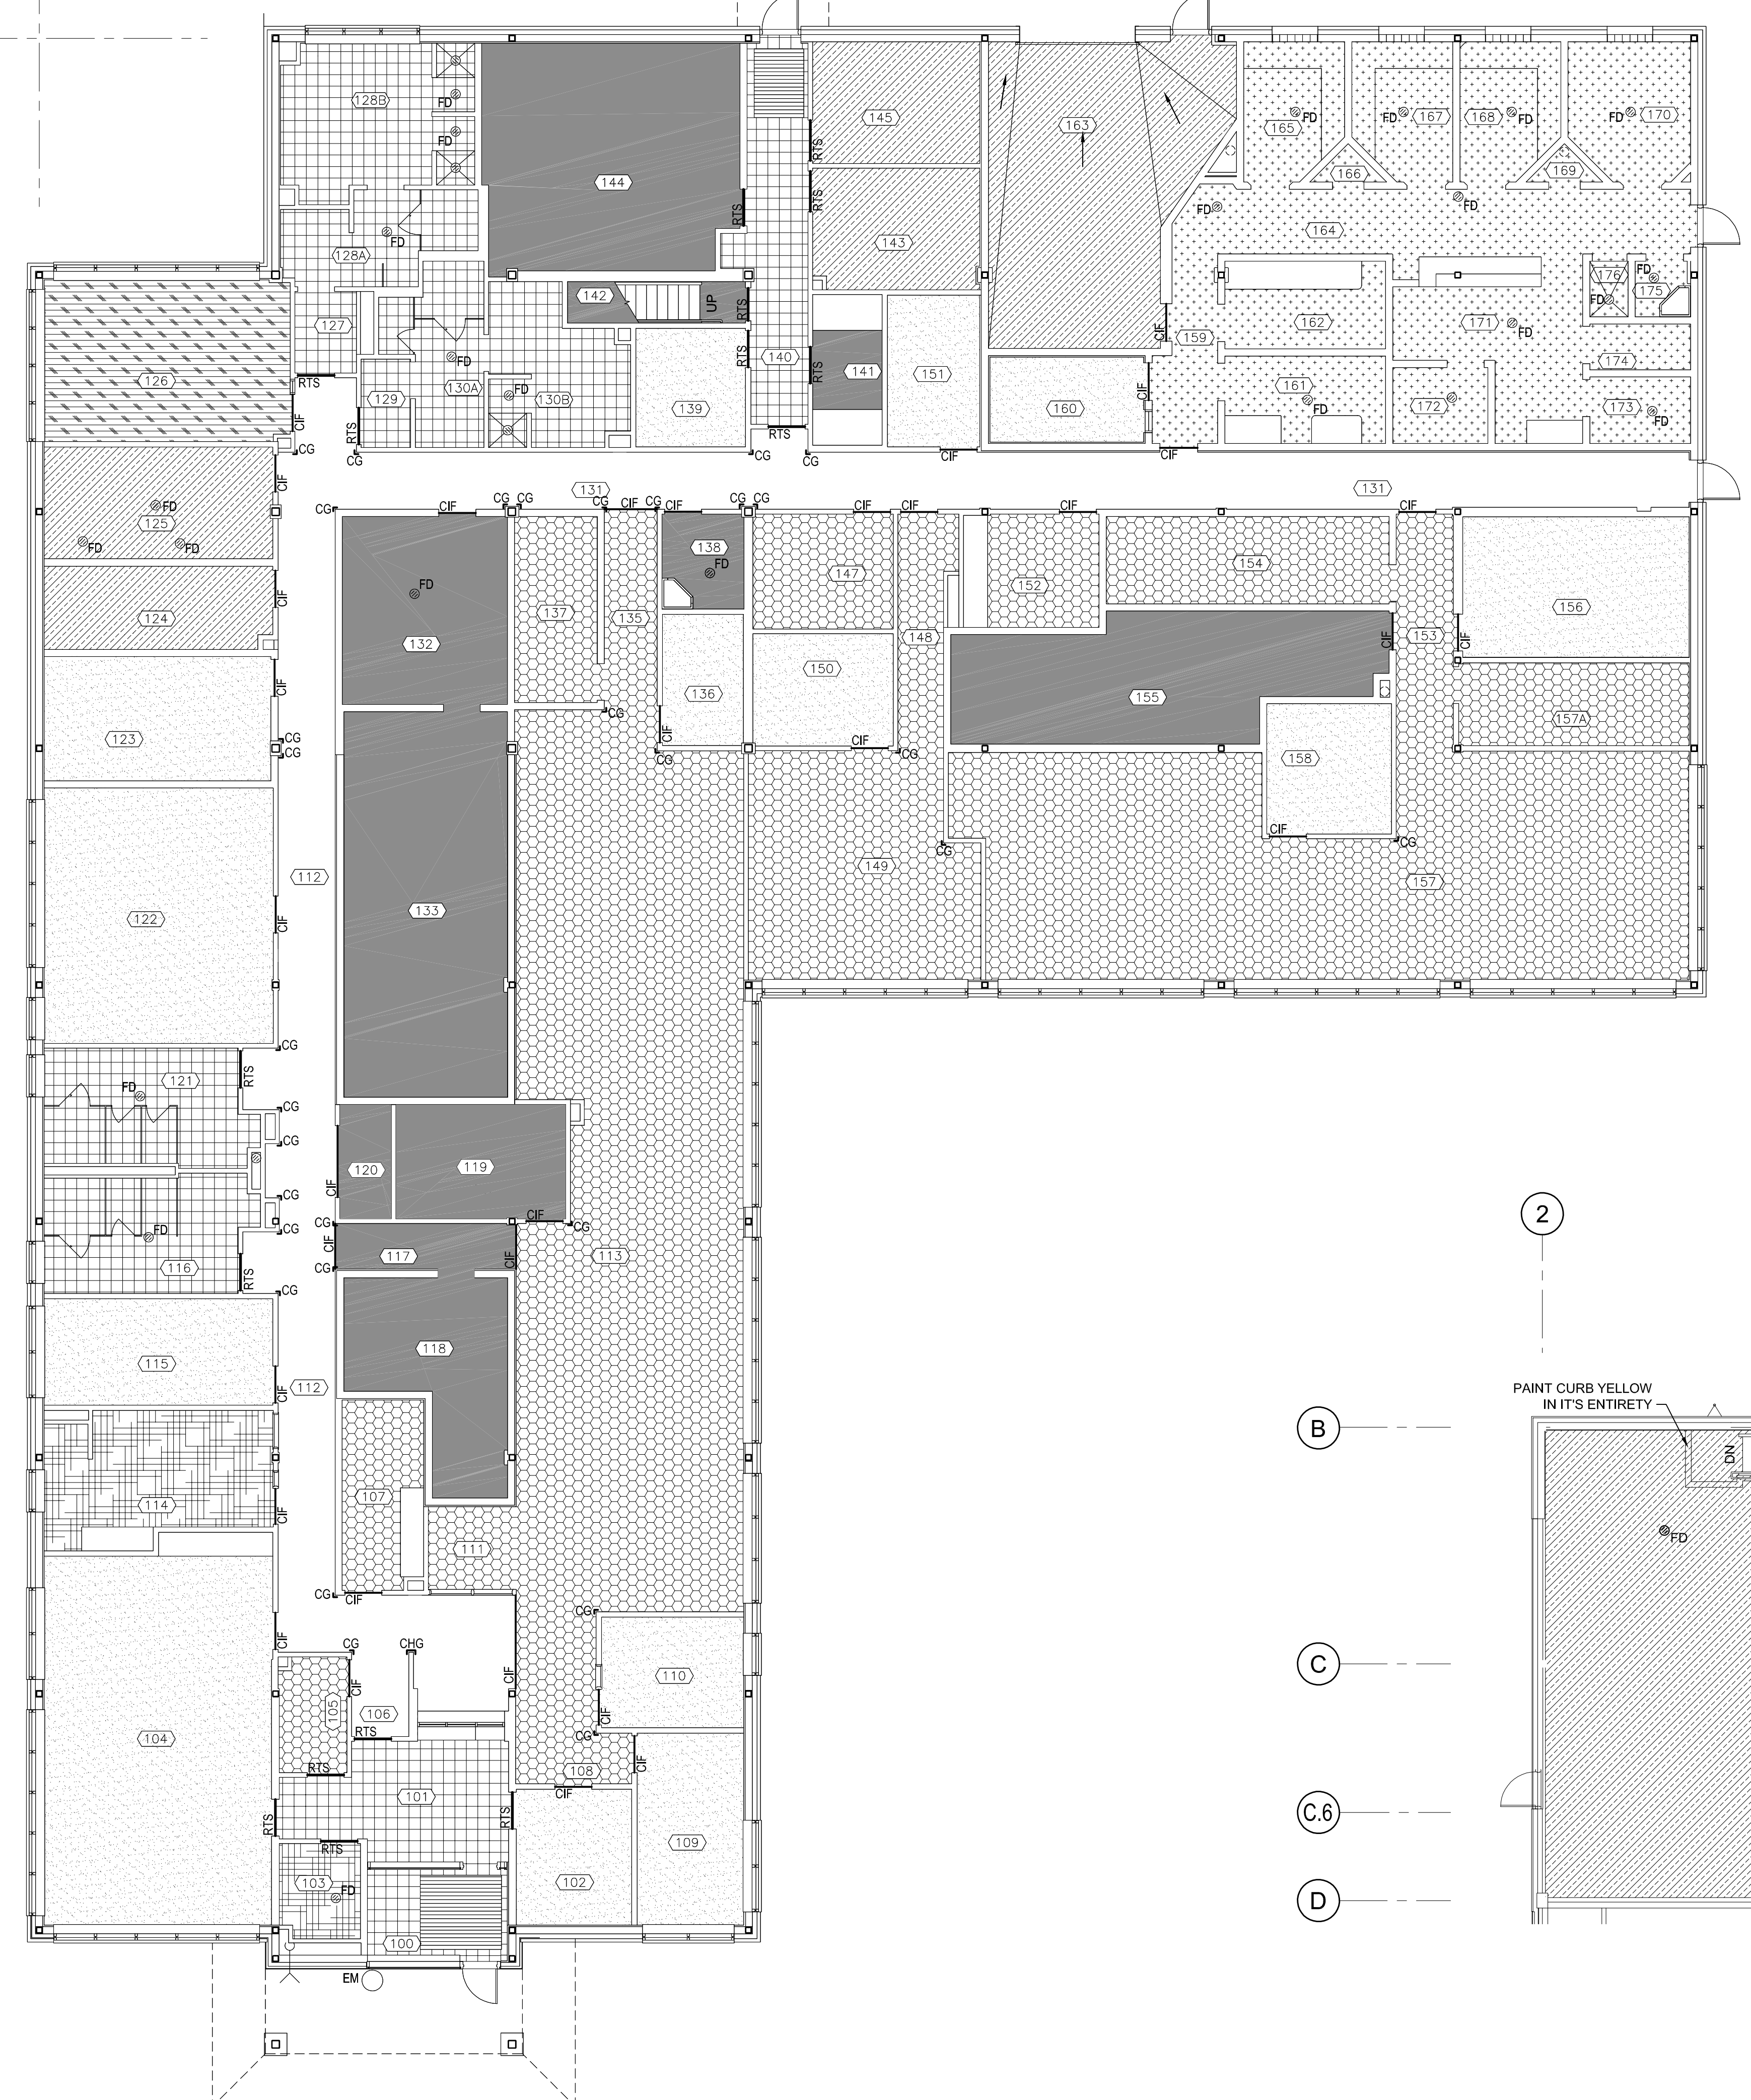 128B
FD
FD
144
RTS
145
RTS
163
165
FD
FD
167
168
FD
FD
170
166
169
143
RTS
FD
FD
164
128A
FD
142
UP
RTS
176
FD
FD
175
126
127
RTS
CIF
129
RTS
130A
FD
FD
130B
139
RTS
140
RTS
RTS
141
151
CIF
160
CIF
CIF
159
162
161
FD
CIF
171
FD
172
174
173
FD
CG
CG
CG
CG
131
131
CIF
125
FD
FD
FD
CG
CIF
CG
CG
CG
CIF
CG
CIF
CG
CG
CIF
CIF
CIF
CIF
124
CIF
132
FD
137
135
138
FD
147
148
152
154
153
156
CIF
CIF
123
CIF
CG
CG
136
CIF
CG
CG
150
CIF
CG
155
158
157A
122
CIF
112
133
149
CG
CIF
CG
157
121
FD
RTS
CG
CG
CG
CG
CG
116
FD
RTS
CG
120
CIF
119
CIF
CG
CG
CIF
CG
117
CIF
113
118
2
115
CIF
112
114
CIF
107
111
CG
CIF
PAINT CURB YELLOW
IN IT'S ENTIRETY
DN
B
FD
104
CIF
CG
CHG
CIF
105
106
RTS
RTS
CIF
CG
110
CIF
CG
C
108
CIF
CIF
101
RTS
RTS
RTS
103
FD
102
109
C.6
D
100
EM